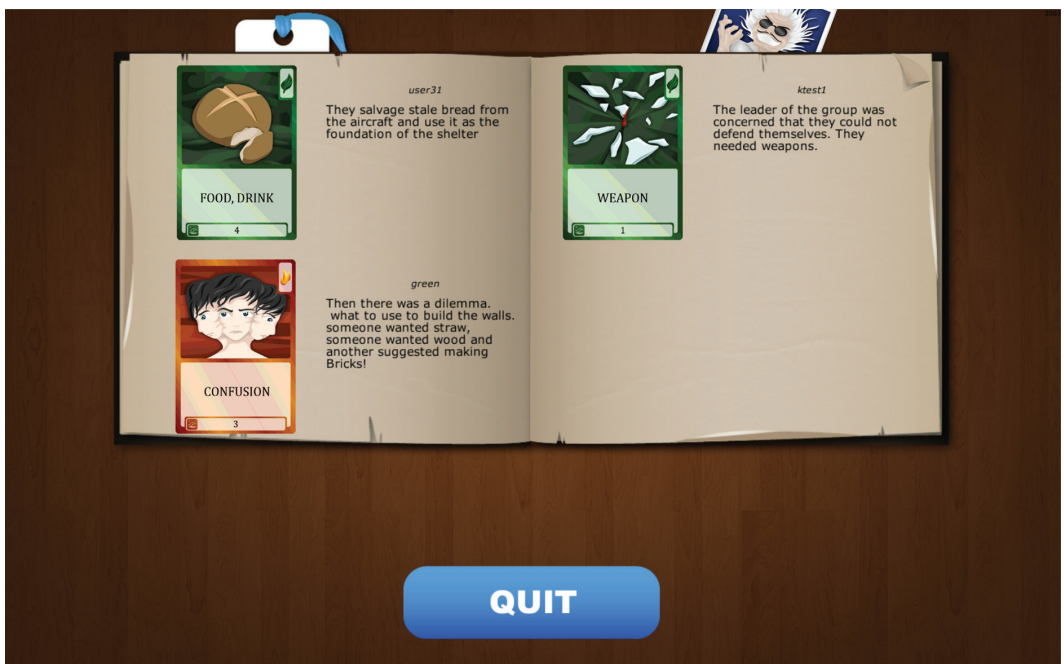 user31
They salvage stale bread from
the aircraft and use it as the
foundation of the shelter
FOOD, DRINK
4
green
Then there was a dilemma.
what to use to build the walls.
someone wanted straw,
someone wanted wood and
another suggested making
Bricks!
CONFUSION
3
ktest1
The leader of the group was
concerned that they could not
defend themselves. They
needed weapons.
WEAPON
1
QUIT